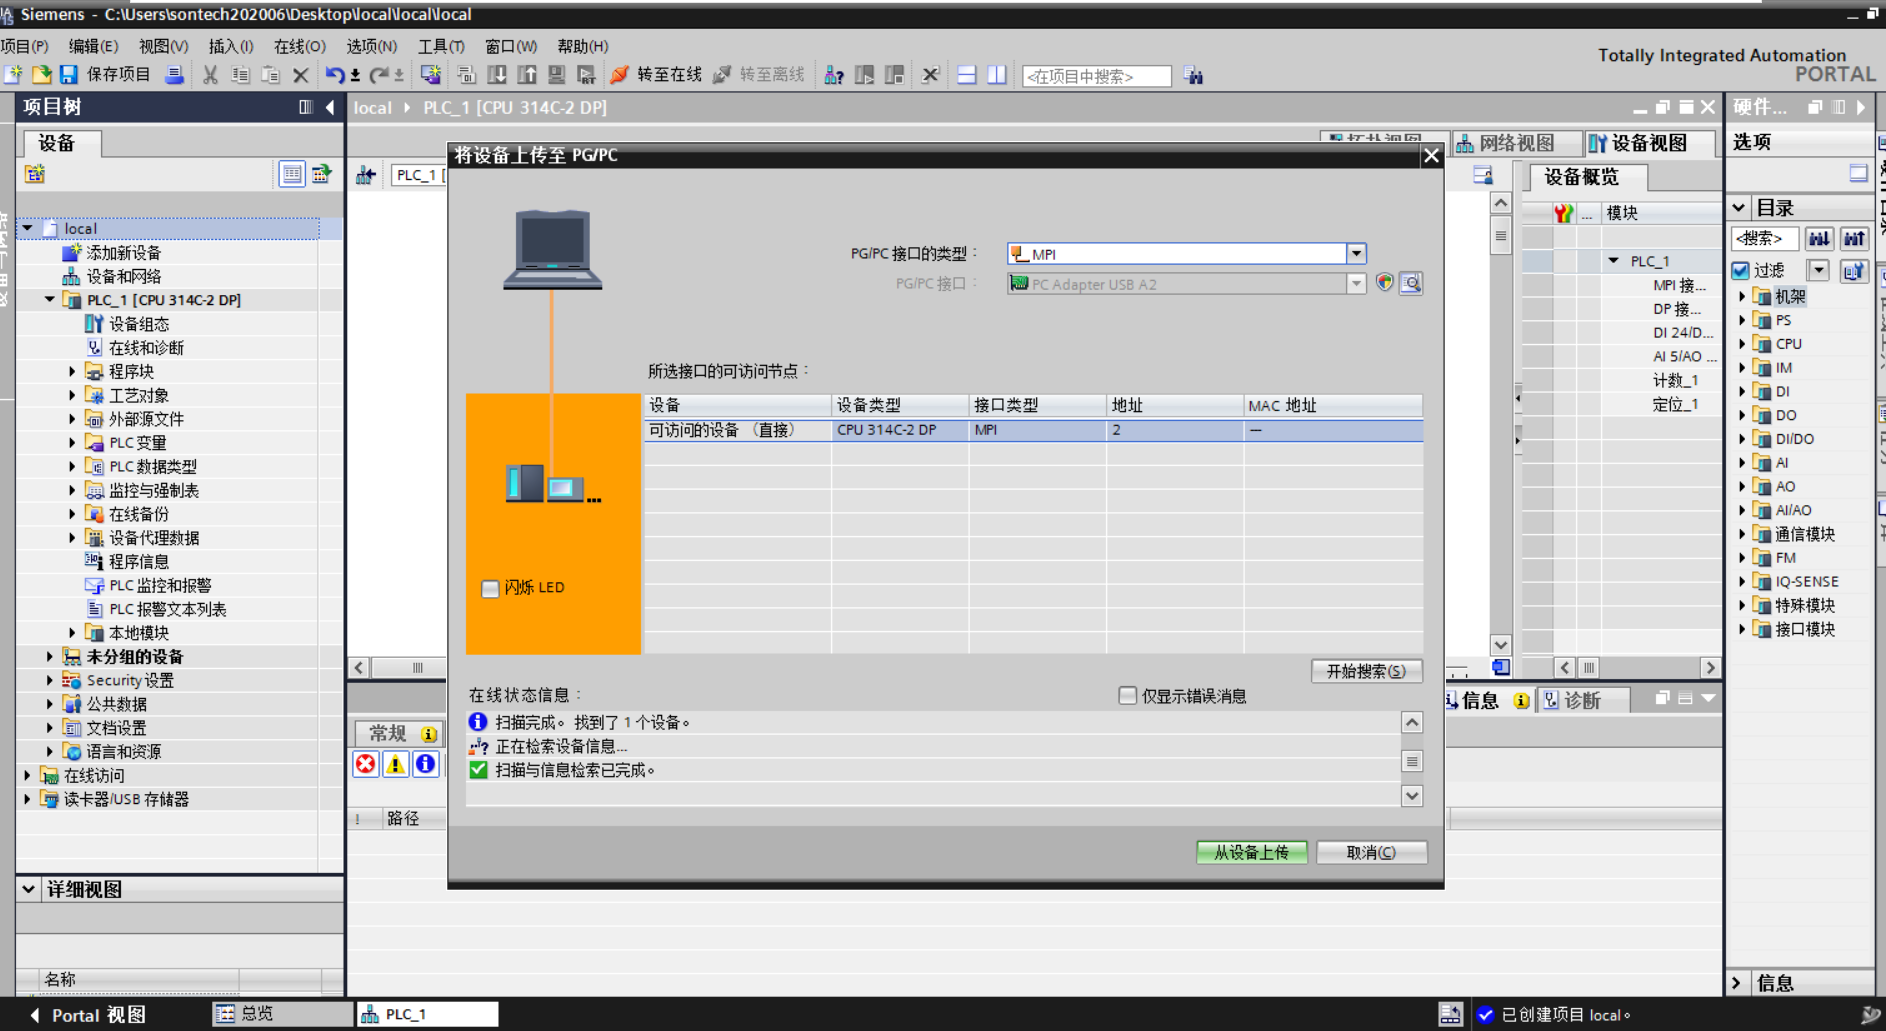 Siemens - C:\Users\sontech202006\Desktop\local\local\local
项目(P) 编辑(E) 视图(V) 插入(I) 在线(O) 选项(N) 工具(T) 窗口(W) 帮助(H)
Totally Integrated Automation
PORTAL
保存项目 转至在线 转至离线 <在项目中搜索>
项目树
设备
local
添加新设备
设备和网络
PLC_1 [CPU 314C-2 DP]
设备组态
在线和诊断
程序块
工艺对象
外部源文件
PLC 变量
PLC 数据类型
监控与强制表
在线备份
设备代理数据
程序信息
PLC 监控和报警
PLC 报警文本列表
本地模块
未分组的设备
Security 设置
公共数据
文档设置
语言和资源
在线访问
读卡器/USB 存储器
详细视图
名称
local PLC_1 [CPU 314C-2 DP]
拓扑视图 网络视图 设备视图
PLC_1 [
将设备上传至 PG/PC
PG/PC 接口的类型: MPI
PG/PC 接口: PC Adapter USB A2
所选接口的可访问节点:
设备 设备类型 接口类型 地址 MAC 地址
可访问的设备 (直接) CPU 314C-2 DP MPI 2 —
闪烁 LED
开始搜索(S)
在线状态信息:
仅显示错误消息
扫描完成。找到了 1 个设备。
正在检索设备信息...
扫描与信息检索已完成。
从设备上传 取消(C)
常规
! 路径
信息 诊断
设备概览
... 模块
PLC_1
MPI 接...
DP 接...
DI 24/D...
AI 5/AO ...
计数_1
定位_1
硬件...
选项
目录
<搜索>
过滤
机架
PS
CPU
IM
DI
DO
DI/DO
AI
AO
AI/AO
通信模块
FM
IQ-SENSE
特殊模块
接口模块
信息
Portal 视图 总览 PLC_1
已创建项目 local。